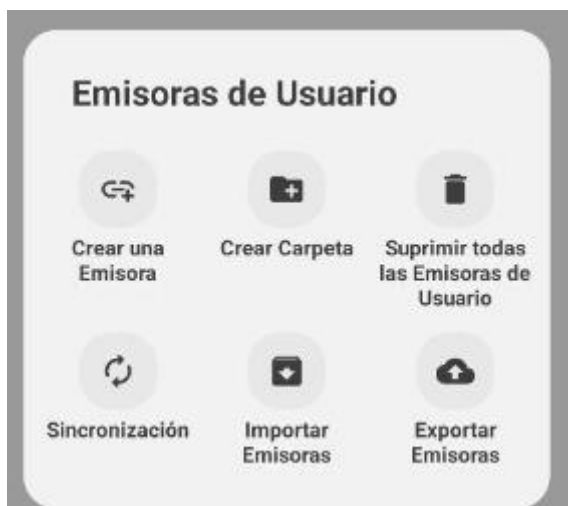 Emisoras de Usuario
Crear una
Emisora
Crear Carpeta
Suprimir todas
las Emisoras de
Usuario
Sincronización
Importar
Emisoras
Exportar
Emisoras